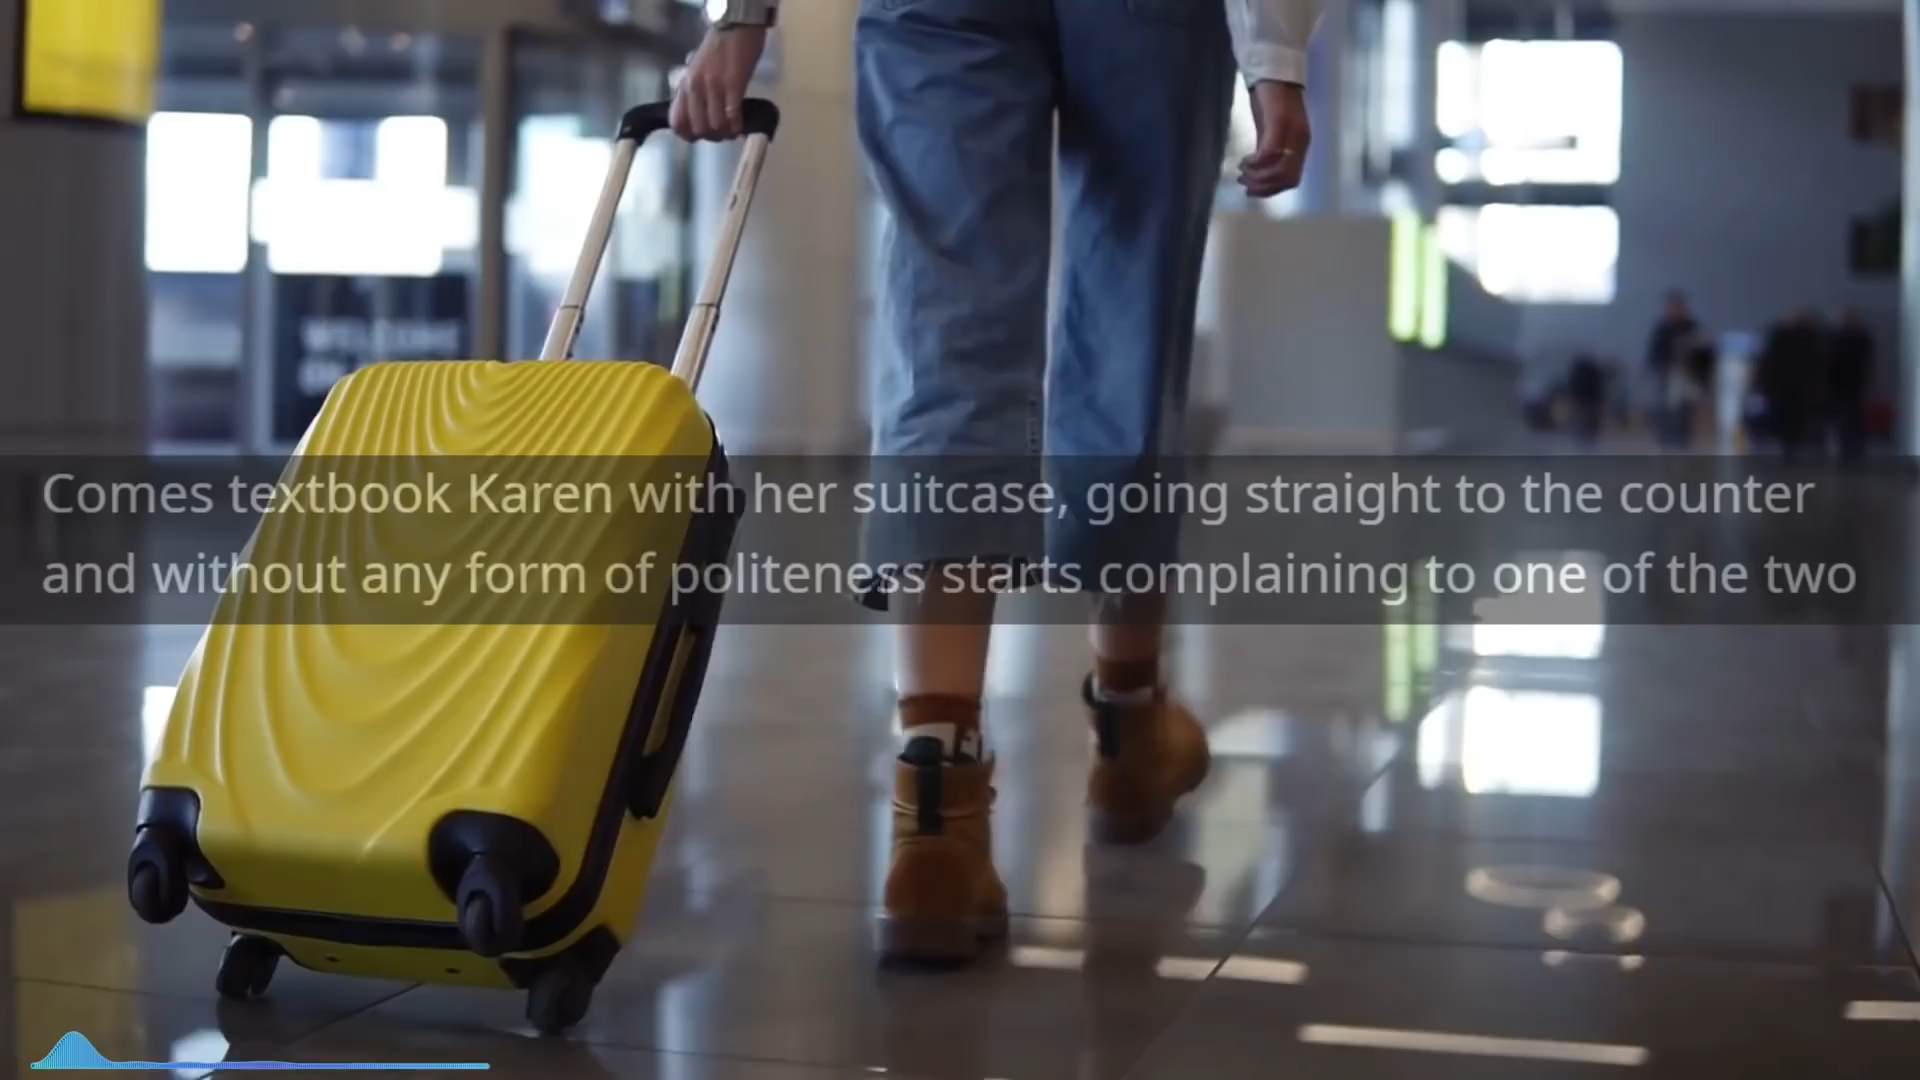 WELCOME
Comes textbook Karen with her suitcase, going straight to the counter
and without any form of politeness starts complaining to one of the two